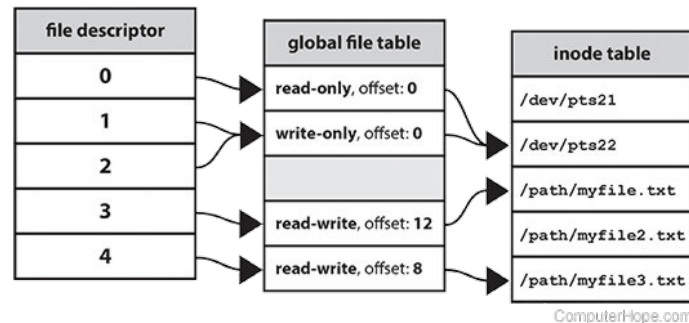 file descriptor
0
1
2
3
4
global file table
read-only, offset: 0
write-only, offset: 0
read-write, offset: 12
read-write, offset: 8
inode table
/dev/pts21
/dev/pts22
/path/myfile.txt
/path/myfile2.txt
/path/myfile3.txt
ComputerHope.com